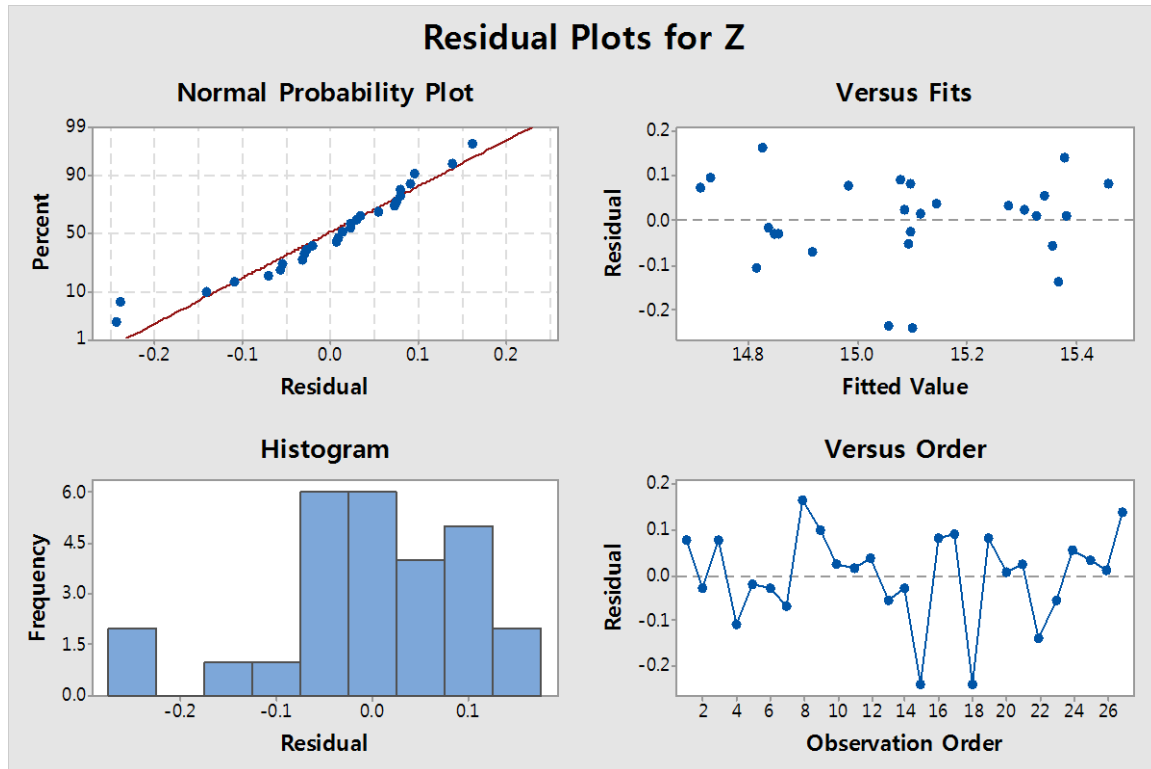 Residual Plots for Z
Normal Probability Plot
99
90
50
10
1
Percent
-0.2 -0.1 0.0 0.1 0.2
Residual
Versus Fits
0.2
0.1
0.0
-0.1
-0.2
Residual
14.8 15.0 15.2 15.4
Fitted Value
Histogram
6.0
4.5
3.0
1.5
0.0
Frequency
-0.2 -0.1 0.0 0.1
Residual
Versus Order
0.2
0.1
0.0
-0.1
-0.2
Residual
2 4 6 8 10 12 14 16 18 20 22 24 26
Observation Order